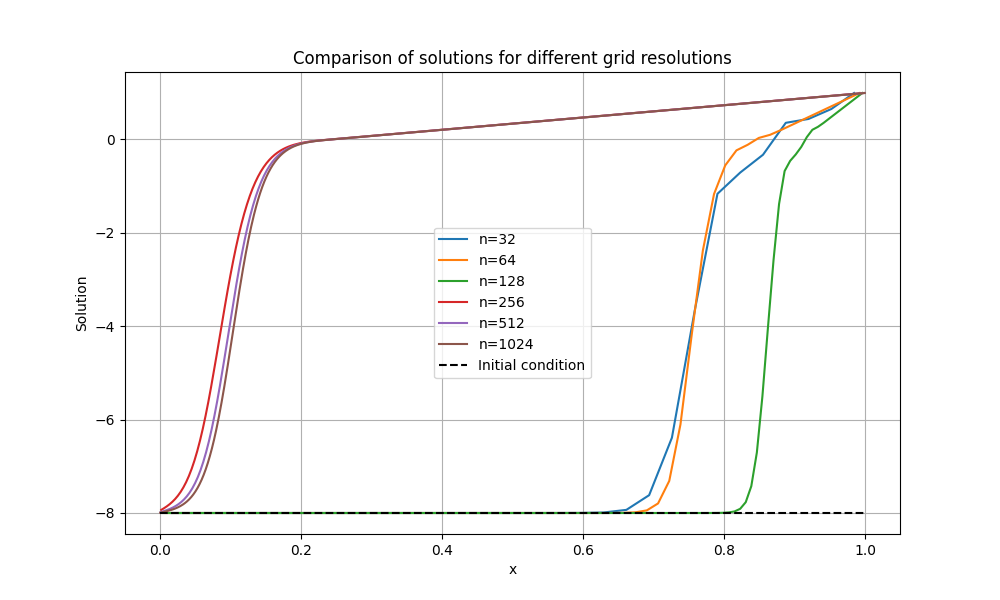 Comparison of solutions for different grid resolutions
Solution
0
−2
−4
−6
−8
n=32
n=64
n=128
n=256
n=512
n=1024
Initial condition
0.0 0.2 0.4 0.6 0.8 1.0
x